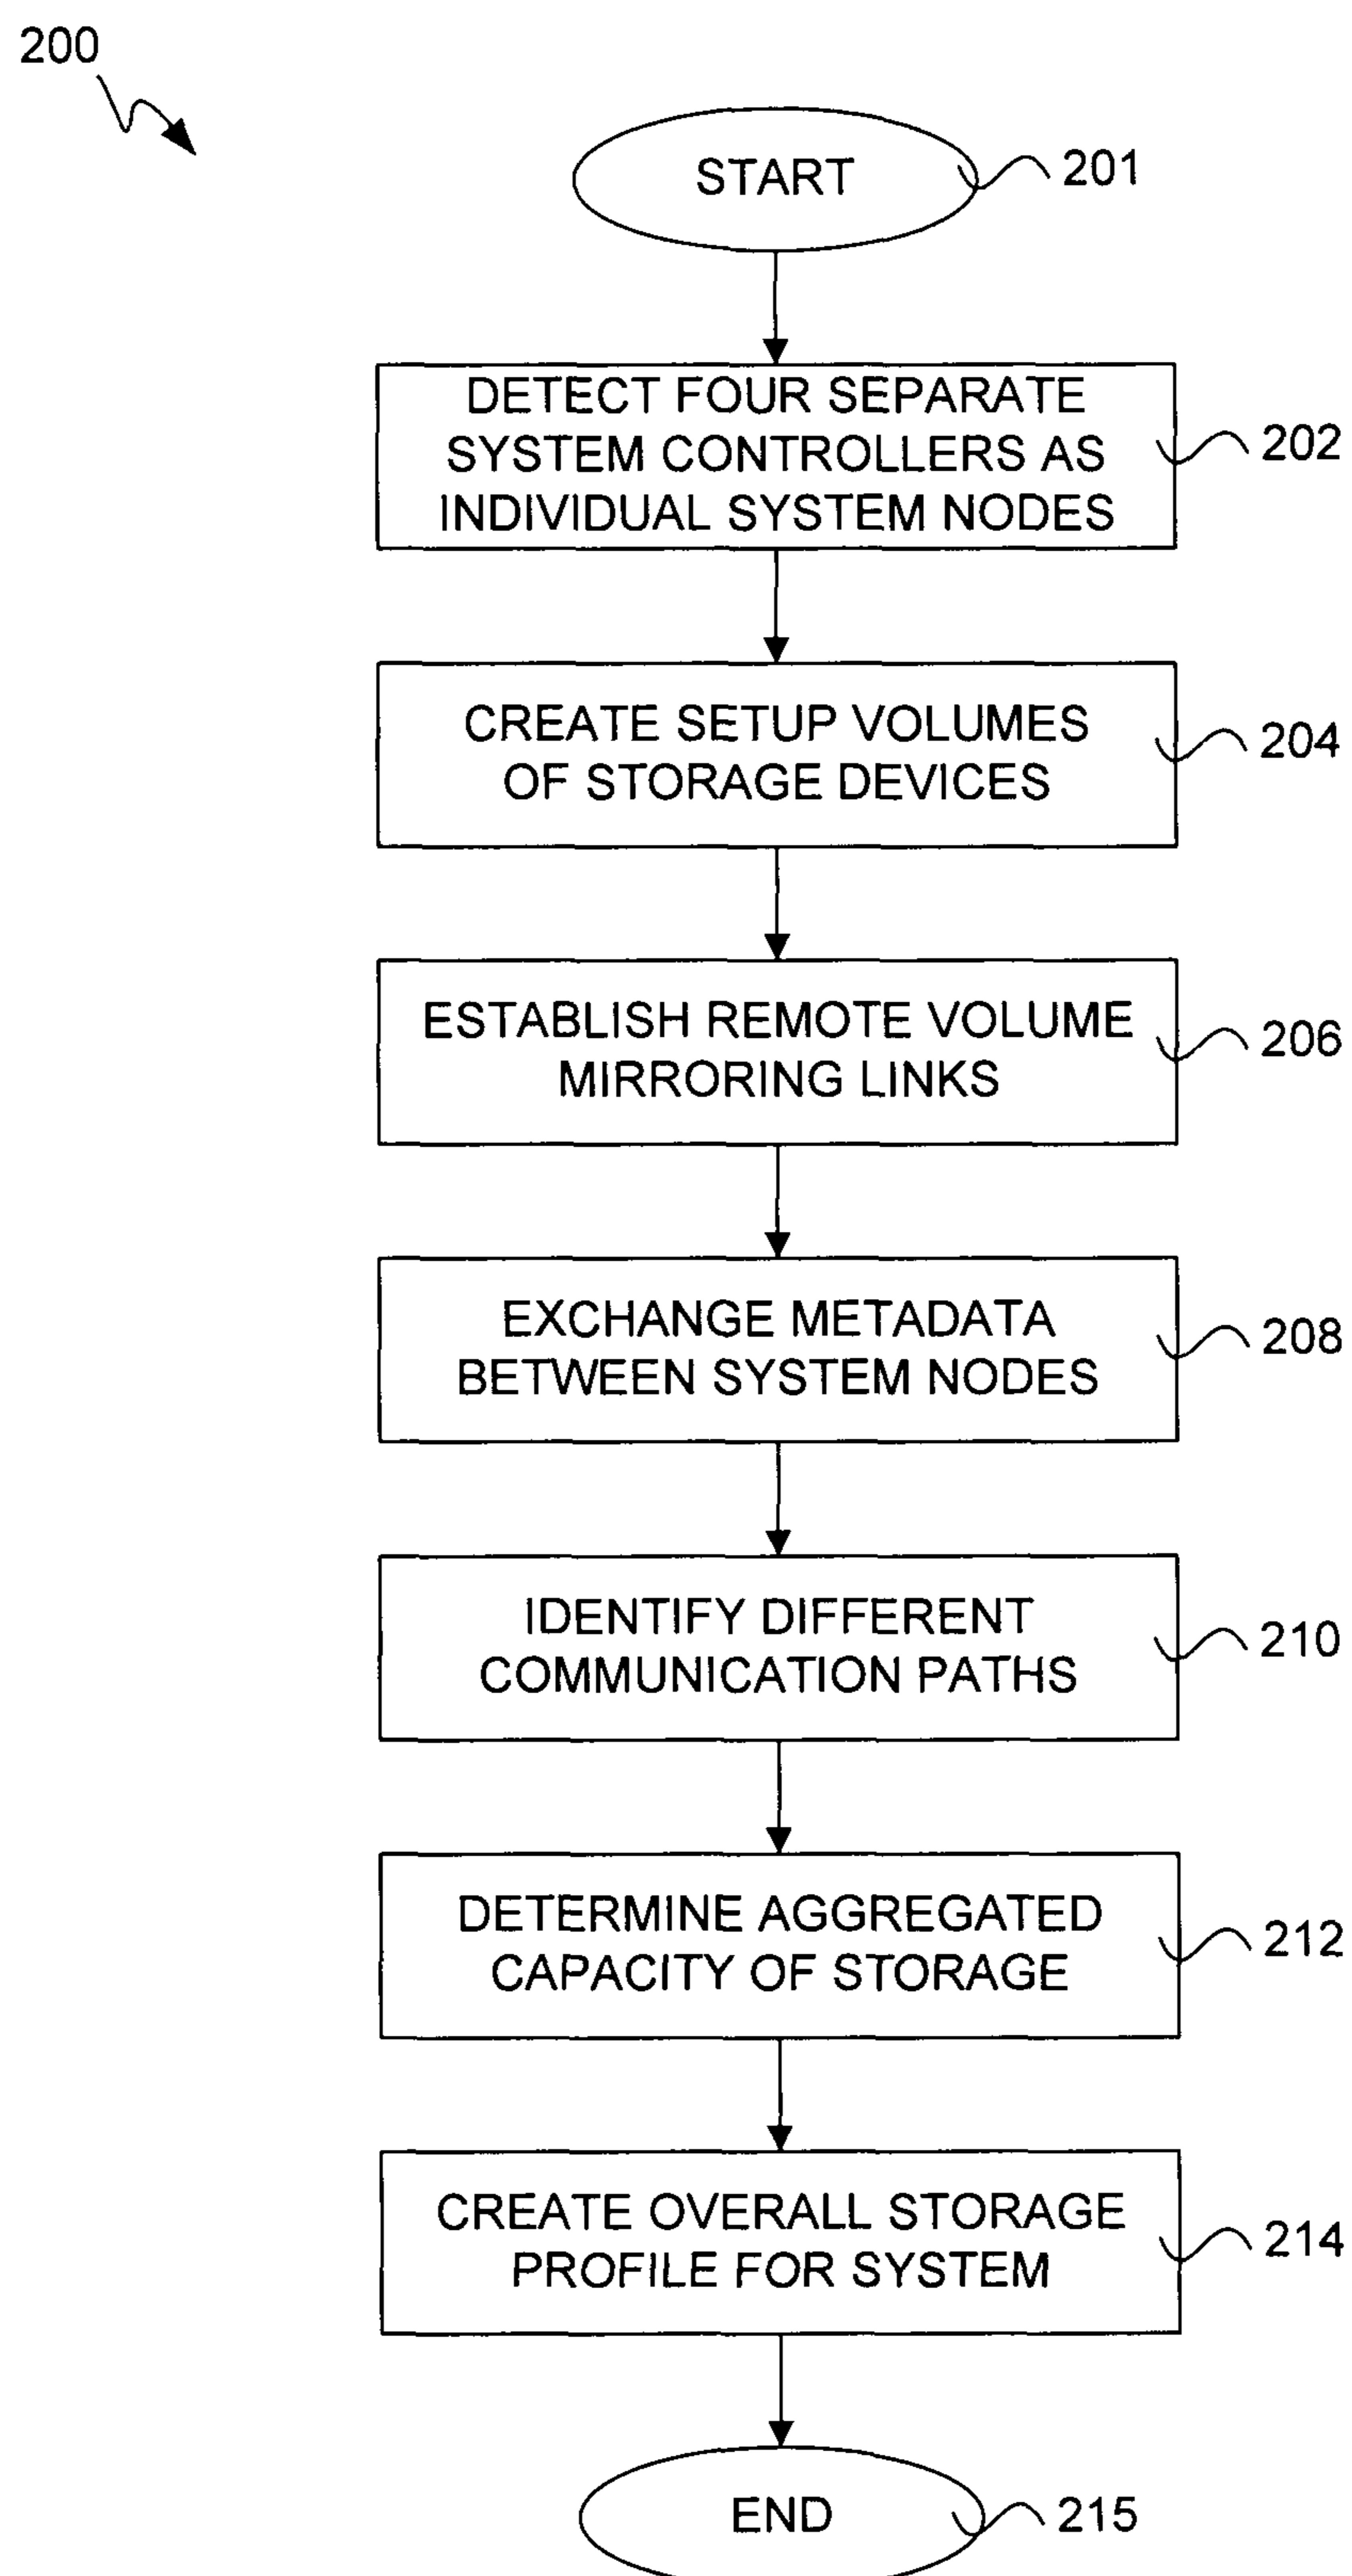 200
START
201
DETECT FOUR SEPARATE
SYSTEM CONTROLLERS AS
INDIVIDUAL SYSTEM NODES
202
CREATE SETUP VOLUMES
OF STORAGE DEVICES
204
ESTABLISH REMOTE VOLUME
MIRRORING LINKS
206
EXCHANGE METADATA
BETWEEN SYSTEM NODES
208
IDENTIFY DIFFERENT
COMMUNICATION PATHS
210
DETERMINE AGGREGATED
CAPACITY OF STORAGE
212
CREATE OVERALL STORAGE
PROFILE FOR SYSTEM
214
END
215